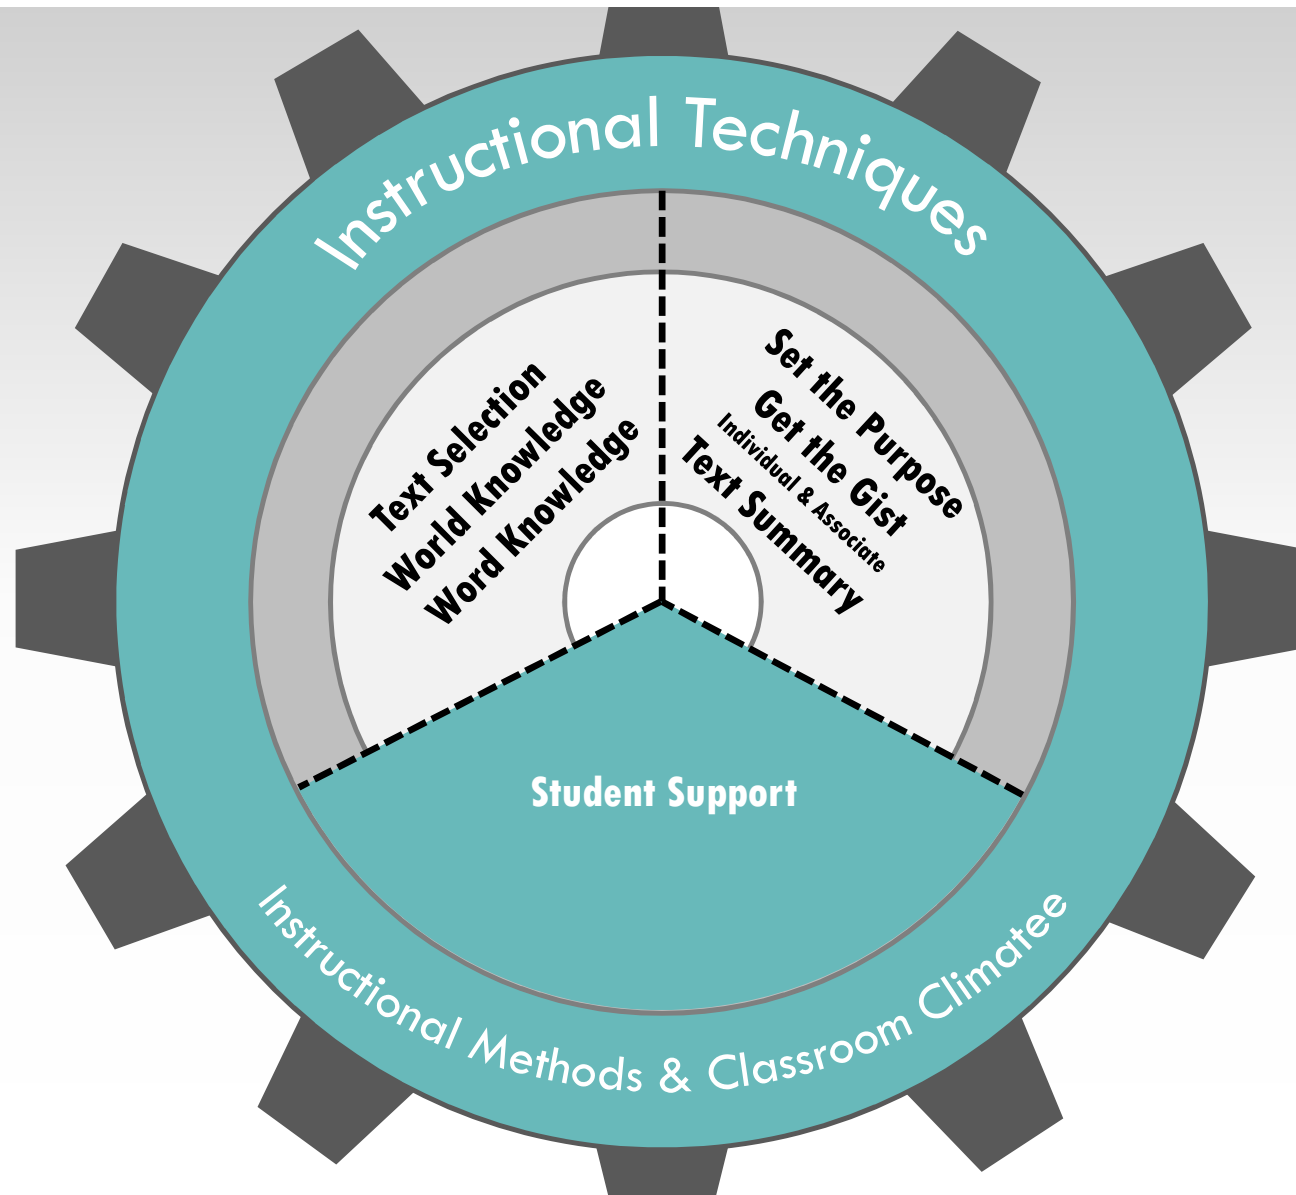 Instructional Techniques
Text Selection
World Knowledge
Word Knowledge
Set the Purpose
Get the Gist
Individual & Associate
Text Summary
Student Support
Instructional Methods & Classroom Climatee